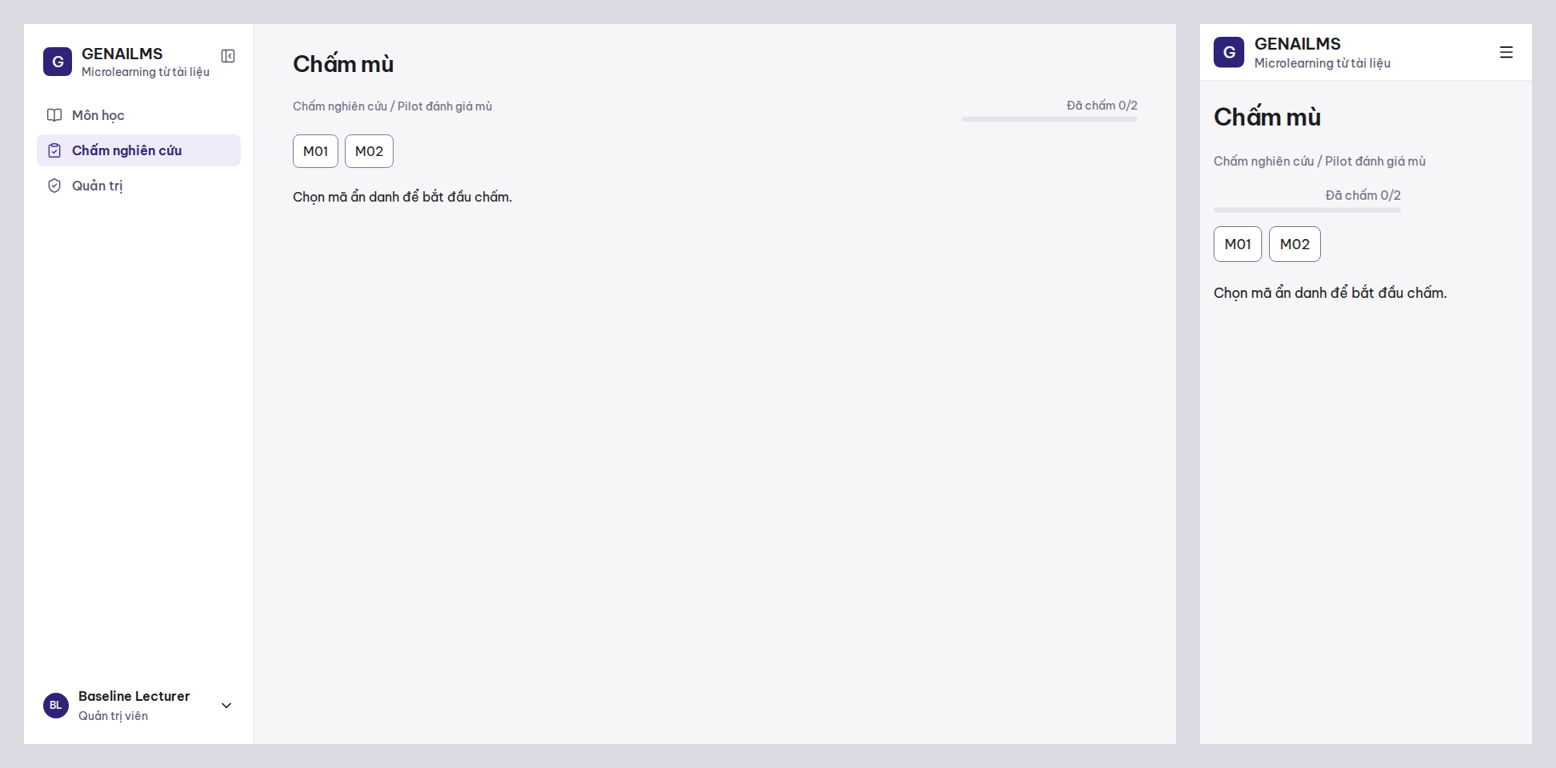 G
GENAILMS
Microlearning từ tài liệu
Môn học
Chấm nghiên cứu
Quản trị
BL
Baseline Lecturer
Quản trị viên
Chấm mù
Chấm nghiên cứu / Pilot đánh giá mù
Đã chấm 0/2
M01 M02
Chọn mã ẩn danh để bắt đầu chấm.
G
GENAILMS
Microlearning từ tài liệu
Chấm mù
Chấm nghiên cứu / Pilot đánh giá mù
Đã chấm 0/2
M01 M02
Chọn mã ẩn danh để bắt đầu chấm.